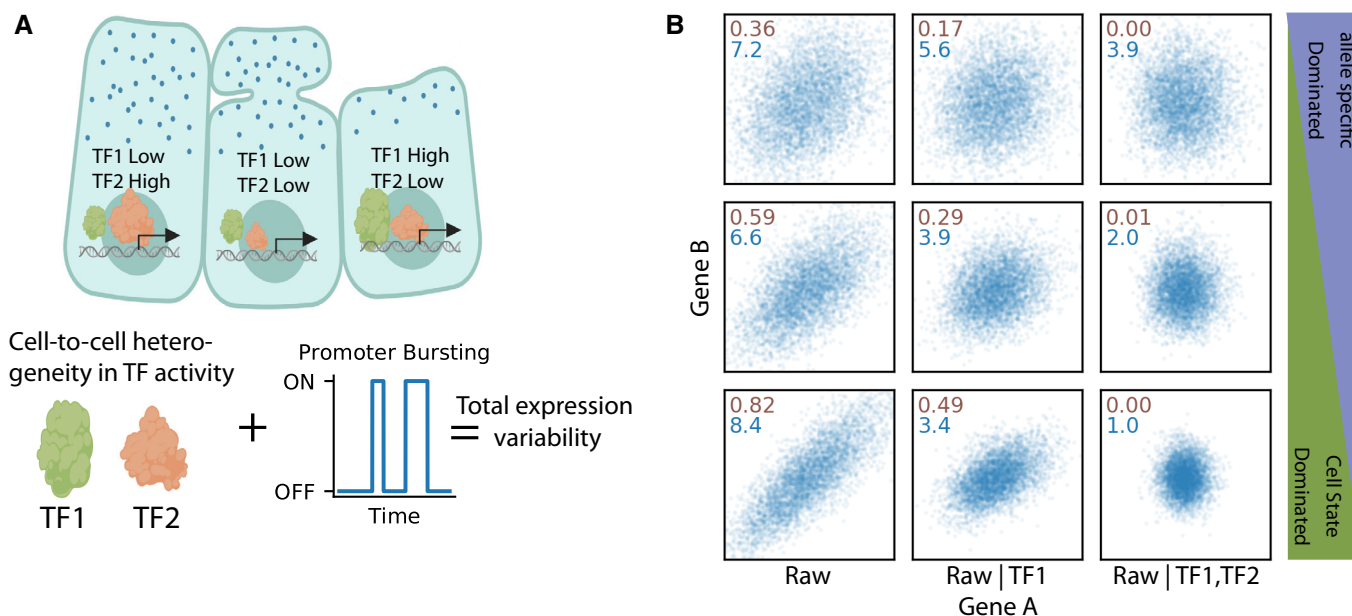 A
TF1 Low
TF2 High
TF1 Low
TF2 Low
TF1 High
TF2 Low
Cell-to-cell hetero-
geneity in TF activity
TF1
TF2
+
Promoter Bursting
ON
OFF
Time
=
Total expression
variability
B
0.36
7.2
0.17
5.6
0.00
3.9
0.59
6.6
0.29
3.9
0.01
2.0
0.82
8.4
0.49
3.4
0.00
1.0
Gene B
Raw
Raw | TF1
Raw | TF1,TF2
Gene A
allele specific
Dominated
Cell State
Dominated